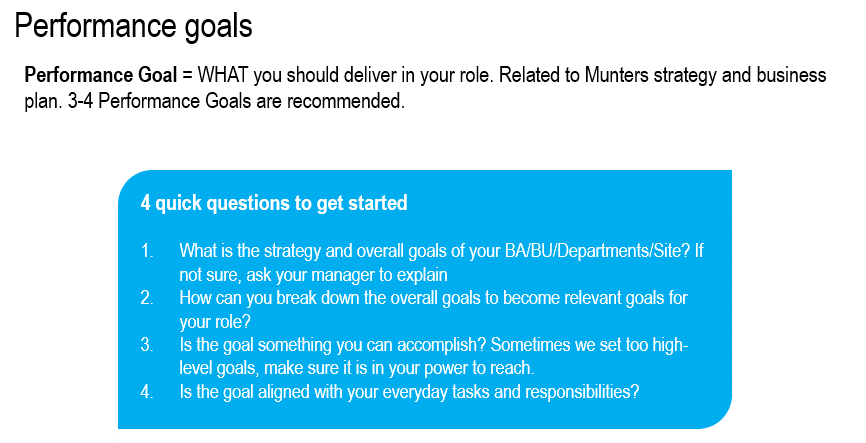 Performance goals
Performance Goal = WHAT you should deliver in your role. Related to Munters strategy and business
plan. 3-4 Performance Goals are recommended.
4 quick questions to get started
1. What is the strategy and overall goals of your BA/BU/Departments/Site? If
not sure, ask your manager to explain
2. How can you break down the overall goals to become relevant goals for
your role?
3. Is the goal something you can accomplish? Sometimes we set too high-
level goals, make sure it is in your power to reach.
4. Is the goal aligned with your everyday tasks and responsibilities?